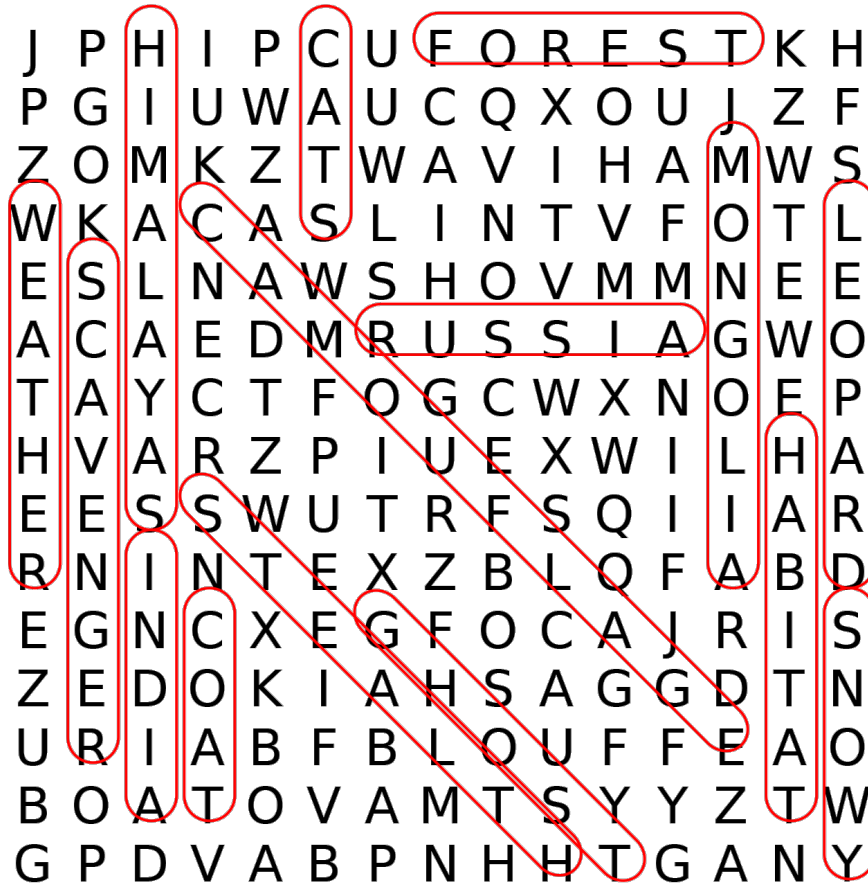 J P H I P C U F O R E S T K H
P G I U W A U C Q X O U J Z F
Z O M K Z T W A V I H A M W S
W K A C A S L I N T V F O T L
E S L N A W S H O V M M N E E
A C A E D M R U S S I A G W O
T A Y C T F O G C W X N O E P
H V A R Z P I U E X W I L H A
E E S S W U T R F S Q I I A R
R N I N T E X Z B L Q F A B D
E G N C X E G F O C A J R I S
Z E D O K I A H S A G G D T N
U R I A B F B L O U F F E A O
B O A T O V A M T S Y Y Z T W
G P D V A B P N H H T G A N Y